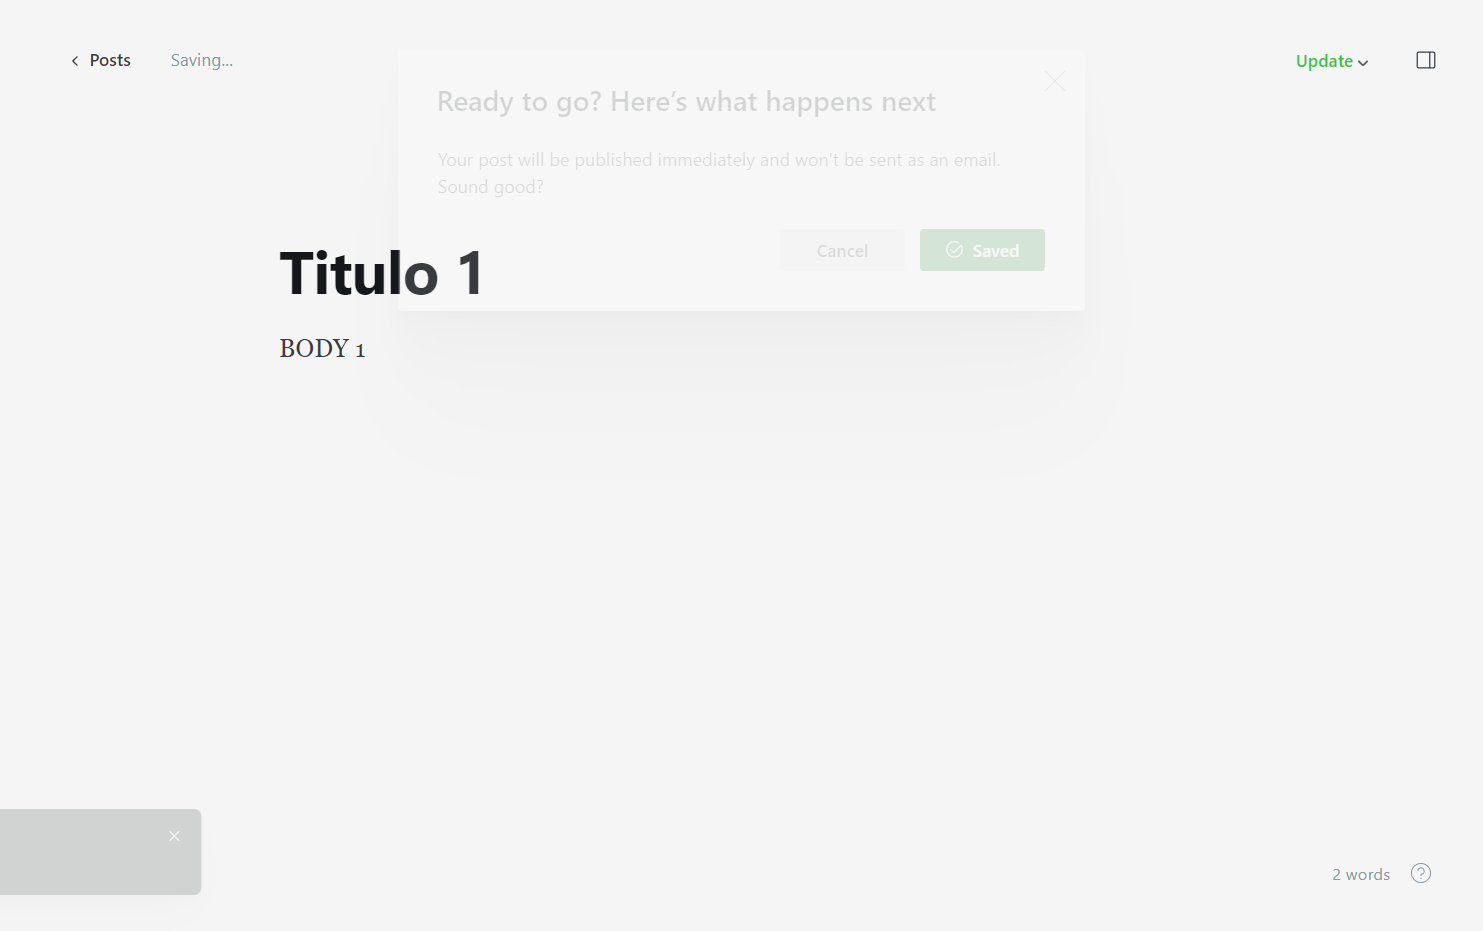 Posts
Saving...
Update
Ready to go? Here’s what happens next
Your post will be published immediately and won't be sent as an email.
Sound good?
Cancel
Saved
Titulo 1
BODY 1
2 words
?